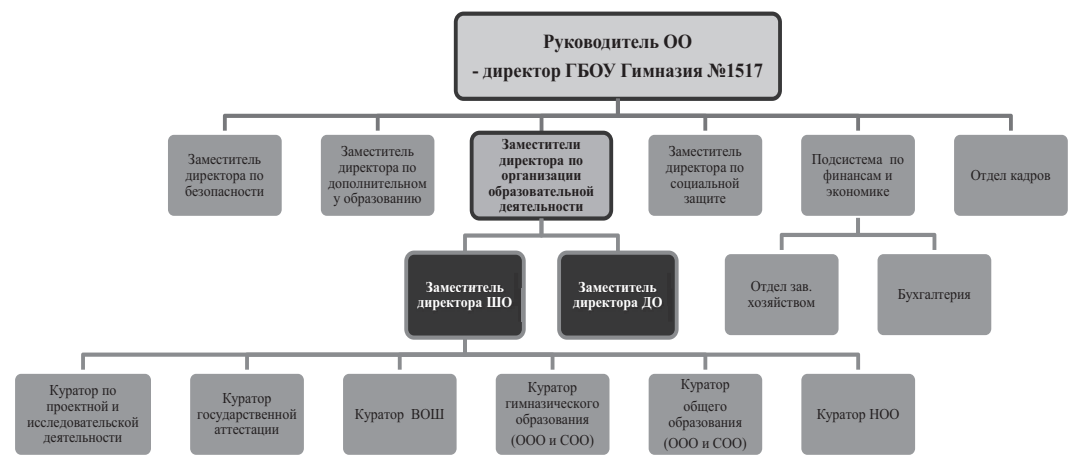 Руководитель ОО
- директор ГБОУ Гимназия №1517
Заместитель
директора по
безопасности
Заместитель
директора по
дополнительном
у образованию
Заместители
директора по
организации
образовательной
деятельности
Заместитель
директора по
социальной
защите
Подсистема по
финансам и
экономике
Отдел кадров
Заместитель
директора ШО
Заместитель
директора ДО
Отдел зав.
хозяйством
Бухгалтерия
Куратор по
проектной и
исследовательской
деятельности
Куратор
государственной
аттестации
Куратор ВОШ
Куратор
гимназического
образования
(ООО и СОО)
Куратор
общего
образования
(ООО и СОО)
Куратор НОО